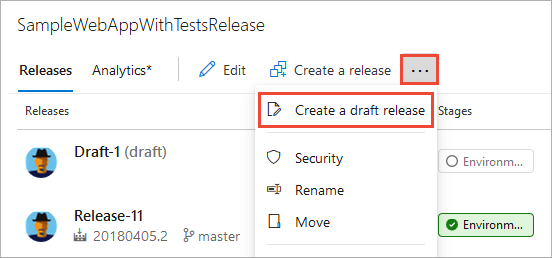 SampleWebAppWithTestsRelease
Releases Analytics* Edit Create a release ...
Releases Create a draft release Stages
Draft-1 (draft) Security Environm...
Rename
Release-11 Move Environm...
20180405.2 master